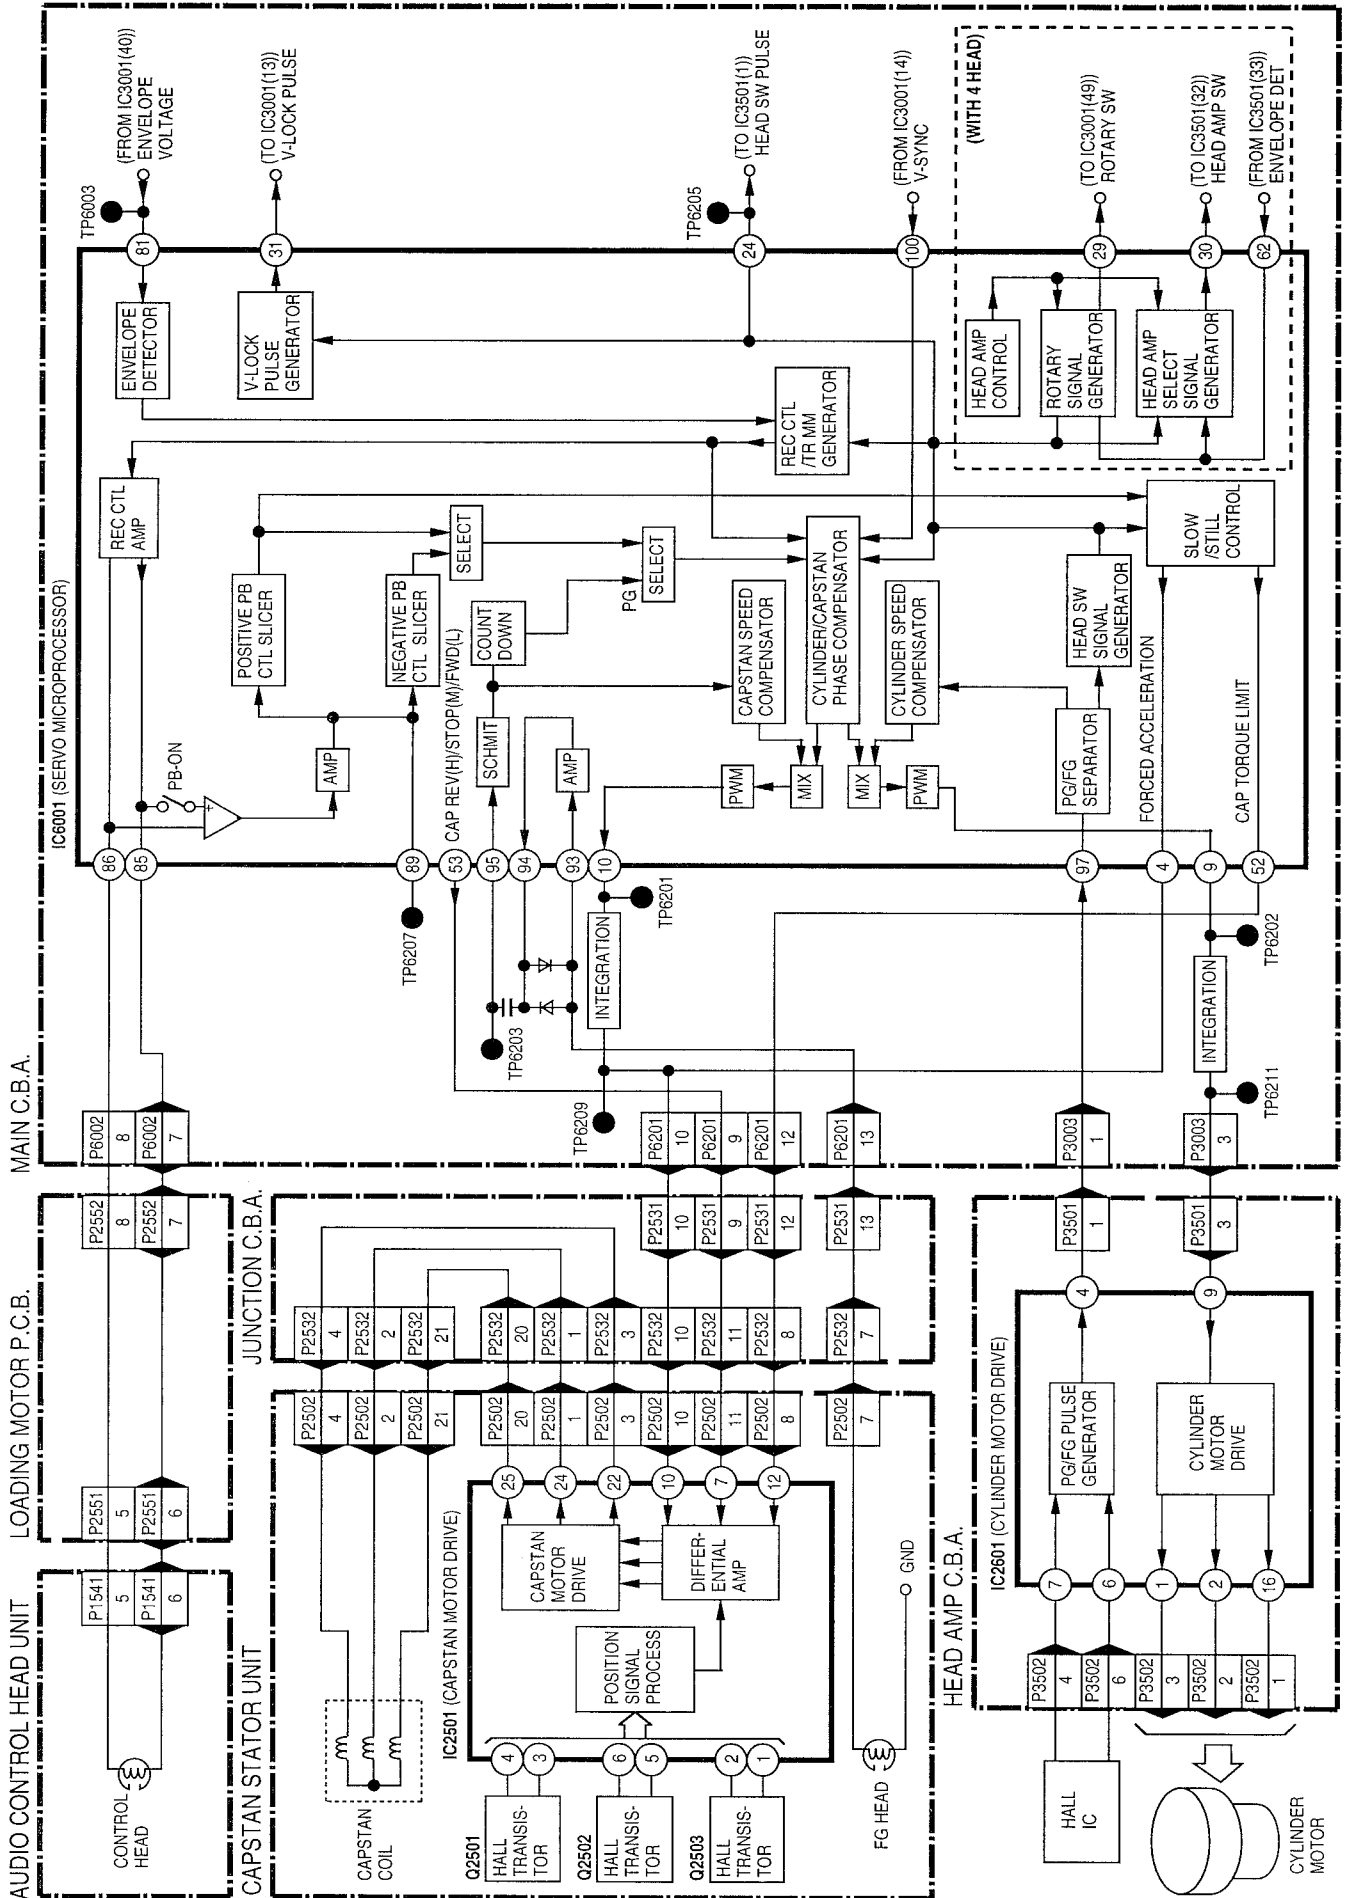 AUDIO CONTROL HEAD UNIT
LOADING MOTOR P.C.B.
MAIN C.B.A.
CONTROL
HEAD
P1541
5
P1541
6
P2551
5
P2551
6
P2552
8
P2552
7
P6002
8
P6002
7
IC6001 (SERVO MICROPROCESSOR)
86
85
PB-ON
+
-
AMP
REC CTL
AMP
POSITIVE PB
CTL SLICER
NEGATIVE PB
CTL SLICER
SELECT
ENVELOPE
DETECTOR
V-LOCK
PULSE
GENERATOR
TP6003
81
(FROM IC3001(40))
ENVELOPE
VOLTAGE
31
(TO IC3001(13))
V-LOCK PULSE
TP6207
89
53
CAP REV(H)/STOP(M)/FWD(L)
95
94
93
10
TP6203
INTEGRATION
TP6201
TP6209
SCHMIT
COUNT
DOWN
PG
SELECT
AMP
PWM
MIX
MIX
PWM
CAPSTAN SPEED
COMPENSATOR
CYLINDER/CAPSTAN
PHASE COMPENSATOR
CYLINDER SPEED
COMPENSATOR
REC CTL
/TR MM
GENERATOR
TP6205
24
(TO IC3501(1))
HEAD SW PULSE
100
(FROM IC3001(14))
V-SYNC
(WITH 4 HEAD)
HEAD AMP
CONTROL
ROTARY
SIGNAL
GENERATOR
HEAD AMP
SELECT
SIGNAL
GENERATOR
29
(TO IC3001(49))
ROTARY SW
30
(TO IC3501(32))
HEAD AMP SW
62
(FROM IC3501(33))
ENVELOPE DET
97
PG/FG
SEPARATOR
HEAD SW
SIGNAL
GENERATOR
SLOW
/STILL
CONTROL
4
FORCED ACCELERATION
9
52
CAP TORQUE LIMIT
TP6202
INTEGRATION
TP6211
CAPSTAN STATOR UNIT
JUNCTION C.B.A.
CAPSTAN
COIL
P2502
4
P2502
2
P2502
21
P2502
20
P2502
1
P2502
3
P2502
10
P2502
11
P2502
8
P2502
7
P2532
4
P2532
2
P2532
21
P2532
20
P2532
1
P2532
3
P2532
10
P2532
11
P2532
8
P2532
7
P2531
10
P2531
9
P2531
12
P2531
13
P6201
10
P6201
9
P6201
12
P6201
13
IC2501 (CAPSTAN MOTOR DRIVE)
Q2501
HALL
TRANSIS-
TOR
4
3
Q2502
HALL
TRANSIS-
TOR
6
5
Q2503
HALL
TRANSIS-
TOR
2
1
POSITION
SIGNAL
PROCESS
CAPSTAN
MOTOR
DRIVE
DIFFER-
ENTIAL
AMP
25
24
22
10
7
12
FG HEAD
GND
HEAD AMP C.B.A.
IC2601 (CYLINDER MOTOR DRIVE)
HALL
IC
P3502
4
P3502
6
P3502
3
P3502
2
P3502
1
7
6
1
2
16
PG/FG PULSE
GENERATOR
CYLINDER
MOTOR
DRIVE
4
9
P3501
1
P3501
3
P3003
1
P3003
3
CYLINDER
MOTOR